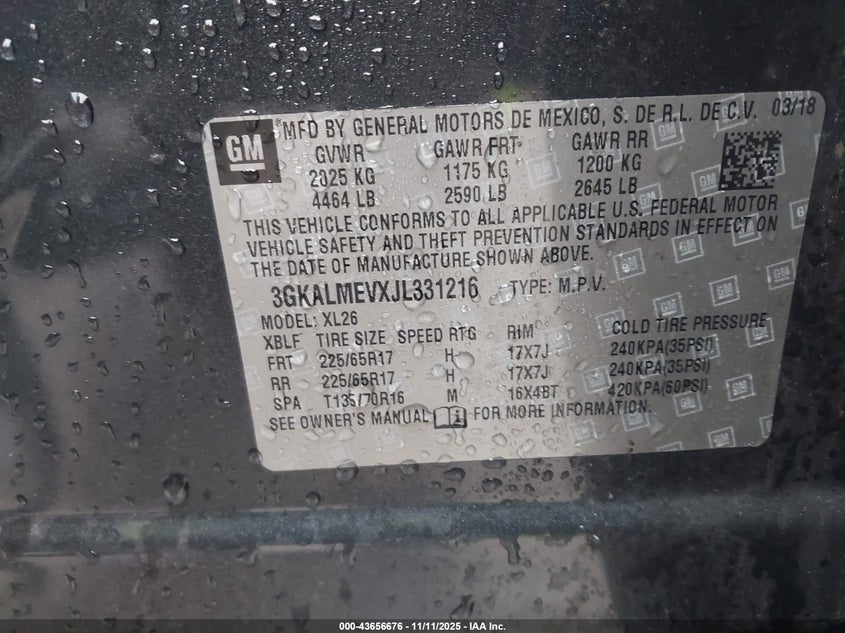 GM ®MFD BY GENERAL MOTORS DE MEXICO, S. DE R.L. DE C.V. 03/18
GVWR GAWR FRT GAWR RR
2025 KG 1175 KG 1200 KG
4464 LB 2590 LB 2645 LB
THIS VEHICLE CONFORMS TO ALL APPLICABLE U.S. FEDERAL MOTOR
VEHICLE SAFETY AND THEFT PREVENTION STANDARDS IN EFFECT ON
THE DATE OF MANUFACTURE SHOWN ABOVE.
3GKALMEVXJL331216 TYPE: M.P.V.
MODEL: XL26
XBLF TIRE SIZE SPEED RTG RIM COLD TIRE PRESSURE
FRT 225/65R17 H 17X7J 240KPA(35PSI)
RR 225/65R17 H 17X7J 240KPA(35PSI)
SPA T135/70R16 M 16X4BT 420KPA(60PSI)
SEE OWNER'S MANUAL FOR MORE INFORMATION.
000-43656676 - 11/11/2025 - IAA Inc.